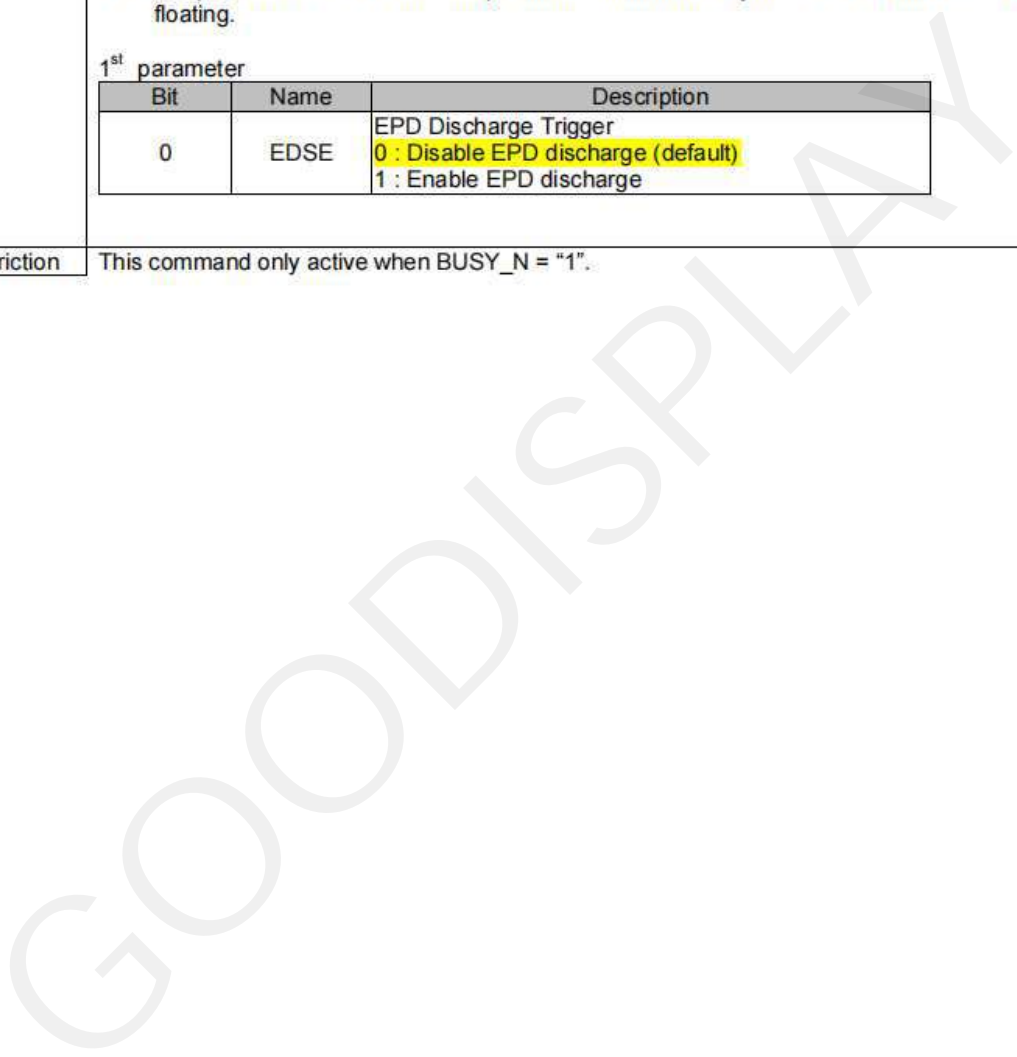 floating.
1st parameter
Bit Name Description
EPD Discharge Trigger
0 EDSE 0 : Disable EPD discharge (default)
1 : Enable EPD discharge
This command only active when BUSY_N = “1”.
GOODISPLAY